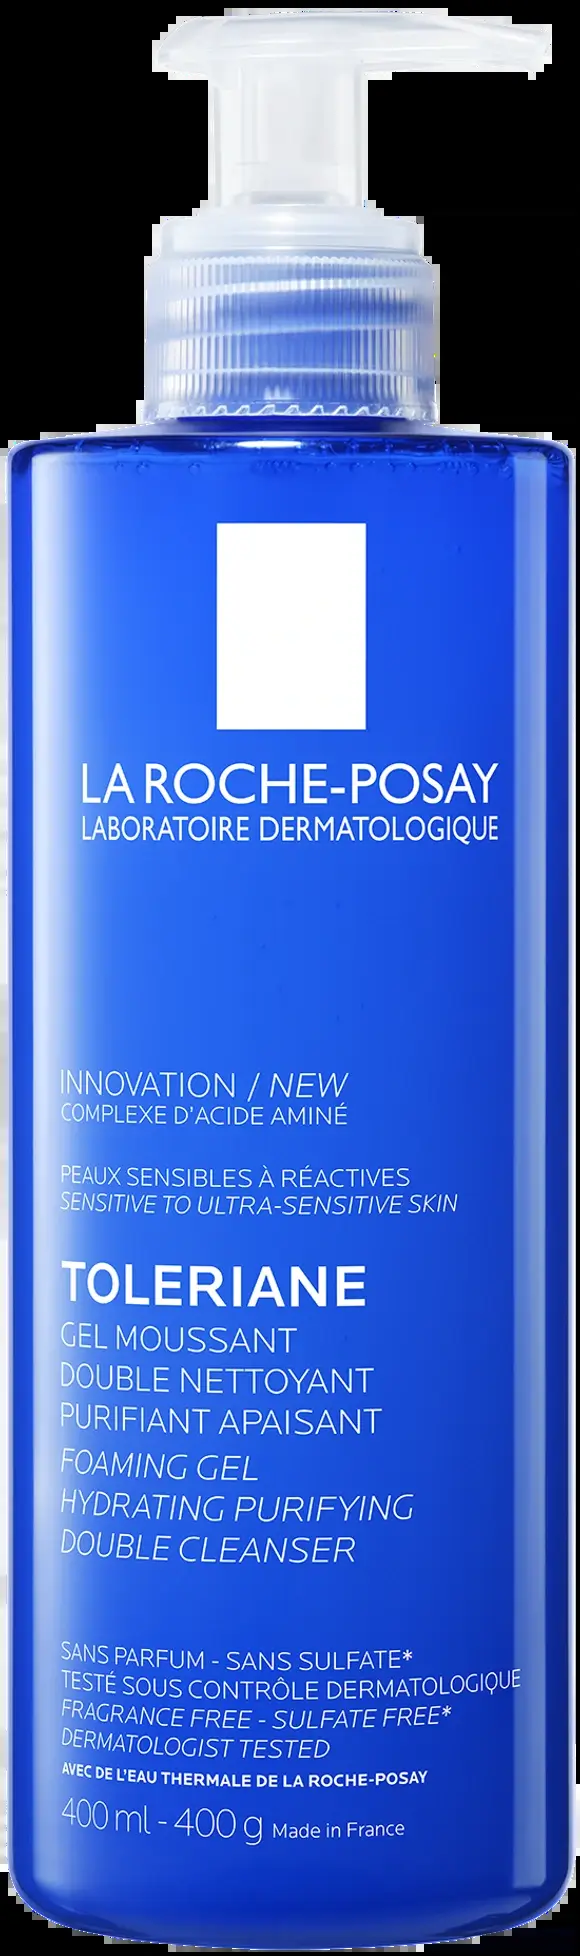 LA ROCHE-POSAY
LABORATOIRE DERMATOLOGIQUE
INNOVATION / NEW
COMPLEXE D'ACIDE AMINÉ
PEAUX SENSIBLES À RÉACTIVES
SENSITIVE TO ULTRA-SENSITIVE SKIN
TOLERIANE
GEL MOUSSANT
DOUBLE NETTOYANT
PURIFIANT APAISANT
FOAMING GEL
HYDRATING PURIFYING
DOUBLE CLEANSER
SANS PARFUM - SANS SULFATE*
TESTÉ SOUS CONTRÔLE DERMATOLOGIQUE
FRAGRANCE FREE - SULFATE FREE*
DERMATOLOGIST TESTED
AVEC DE L'EAU THERMALE DE LA ROCHE-POSAY
400 ml - 400 g Made in France